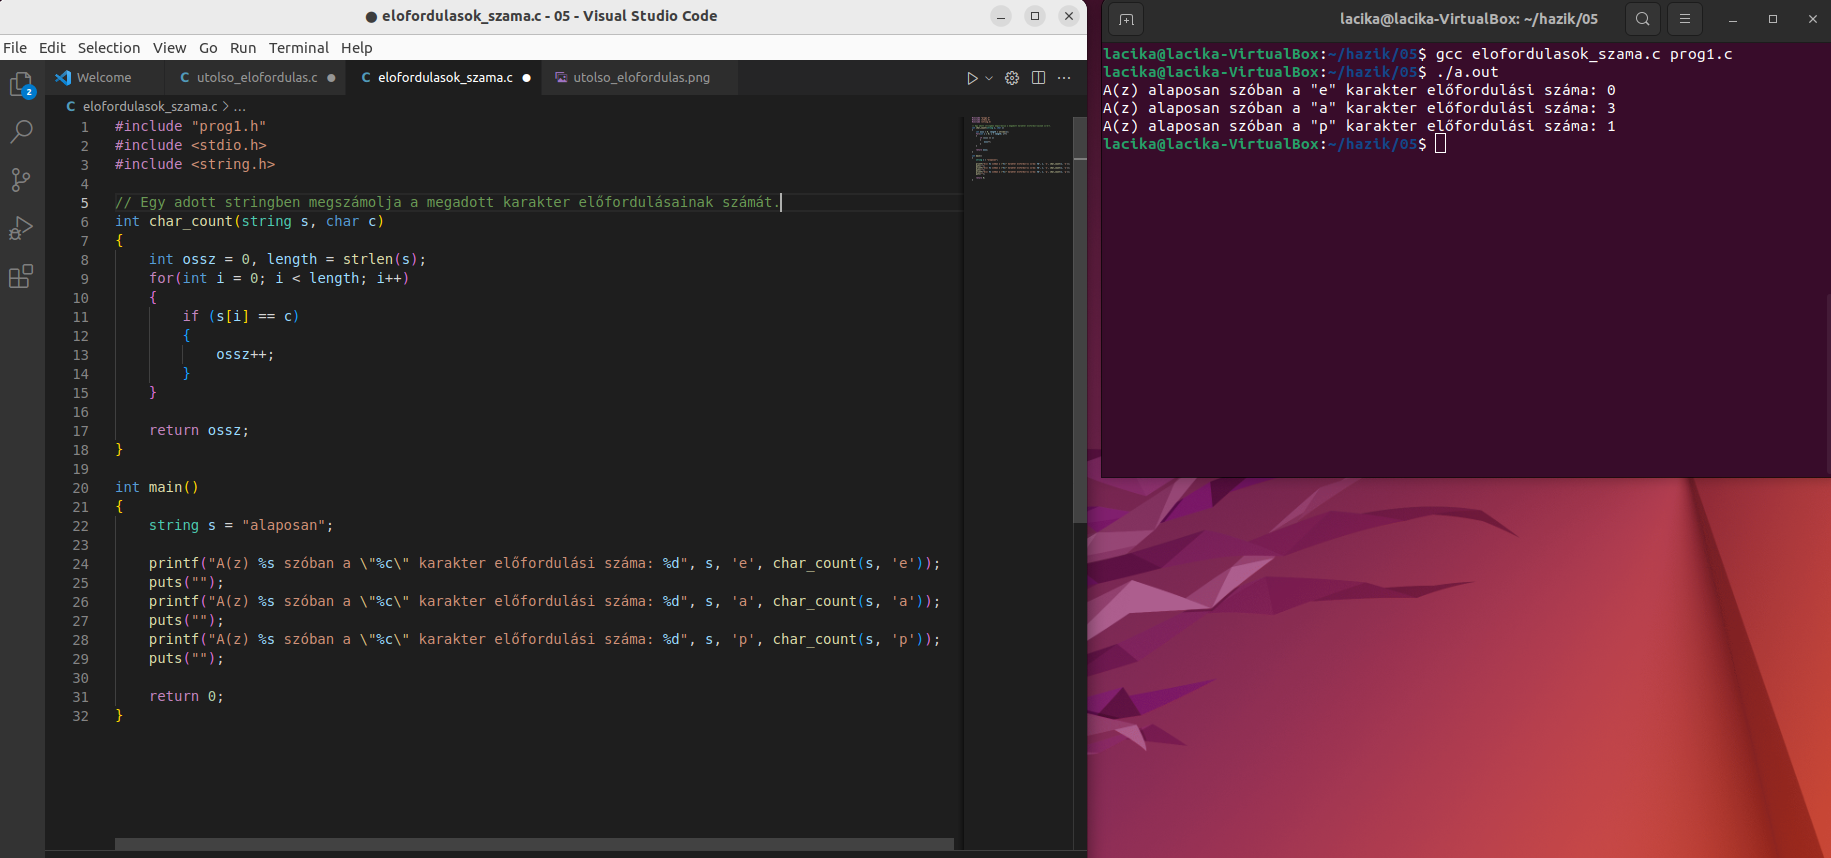 elofordulasok_szama.c - 05 - Visual Studio Code
File Edit Selection View Go Run Terminal Help
Welcome
utolso_elofordulas.c
elofordulasok_szama.c
utolso_elofordulas.png
2
elofordulasok_szama.c > ...
1 #include "prog1.h"
2 #include <stdio.h>
3 #include <string.h>
4
5 // Egy adott stringben megszámolja a megadott karakter előfordulásainak számát.
6 int char_count(string s, char c)
7 {
8     int ossz = 0, length = strlen(s);
9     for(int i = 0; i < length; i++)
10     {
11         if (s[i] == c)
12         {
13             ossz++;
14         }
15     }
16
17     return ossz;
18 }
19
20 int main()
21 {
22     string s = "alaposan";
23
24     printf("A(z) %s szóban a \"%c\" karakter előfordulási száma: %d", s, 'e', char_count(s, 'e'));
25     puts("");
26     printf("A(z) %s szóban a \"%c\" karakter előfordulási száma: %d", s, 'a', char_count(s, 'a'));
27     puts("");
28     printf("A(z) %s szóban a \"%c\" karakter előfordulási száma: %d", s, 'p', char_count(s, 'p'));
29     puts("");
30
31     return 0;
32 }
lacika@lacika-VirtualBox: ~/hazik/05
lacika@lacika-VirtualBox:~/hazik/05$ gcc elofordulasok_szama.c prog1.c
lacika@lacika-VirtualBox:~/hazik/05$ ./a.out
A(z) alaposan szóban a "e" karakter előfordulási száma: 0
A(z) alaposan szóban a "a" karakter előfordulási száma: 3
A(z) alaposan szóban a "p" karakter előfordulási száma: 1
lacika@lacika-VirtualBox:~/hazik/05$